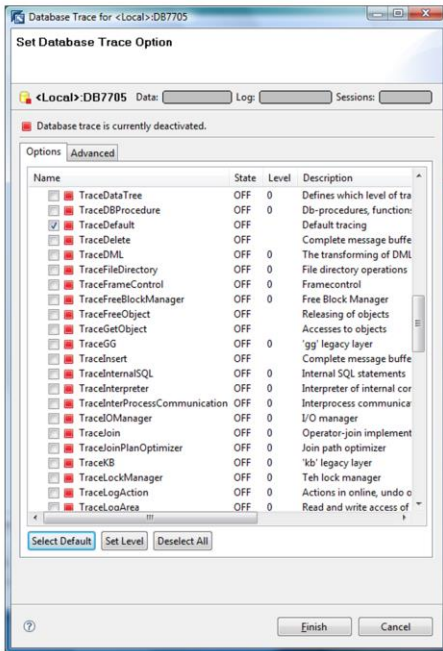 Database Trace for <Local>:DB7705
Set Database Trace Option
<Local>:DB7705 Data: Log: Sessions:
Database trace is currently deactivated.
Options Advanced
Name State Level Description
TraceDataTree OFF 0 Defines which level of tra
TraceDBProcedure OFF 0 Db-procedures, function
TraceDefault OFF Default tracing
TraceDelete OFF Complete message buffe
TraceDML OFF 0 The transforming of DML
TraceFileDirectory OFF 0 File directory operations
TraceFrameControl OFF 0 Framecontrol
TraceFreeBlockManager OFF 0 Free Block Manager
TraceFreeObject OFF Releasing of objects
TraceGetObject OFF Accesses to objects
TraceGG OFF 0 'gg' legacy layer
TraceInsert OFF Complete message buffe
TraceInternalSQL OFF 0 Internal SQL statements
TraceInterpreter OFF 0 Interpreter of internal cor
TraceInterProcessCommunication OFF 0 Interprocess communica
TraceIOManager OFF 0 I/O manager
TraceJoin OFF 0 Operator-join implement
TraceJoinPlanOptimizer OFF 0 Join path optimizer
TraceKB OFF 0 'kb' legacy layer
TraceLockManager OFF 0 Teh lock manager
TraceLogAction OFF 0 Actions in online, undo o
TraceLogArea OFF 0 Read and write access of
Select Default Set Level Deselect All
Finish Cancel